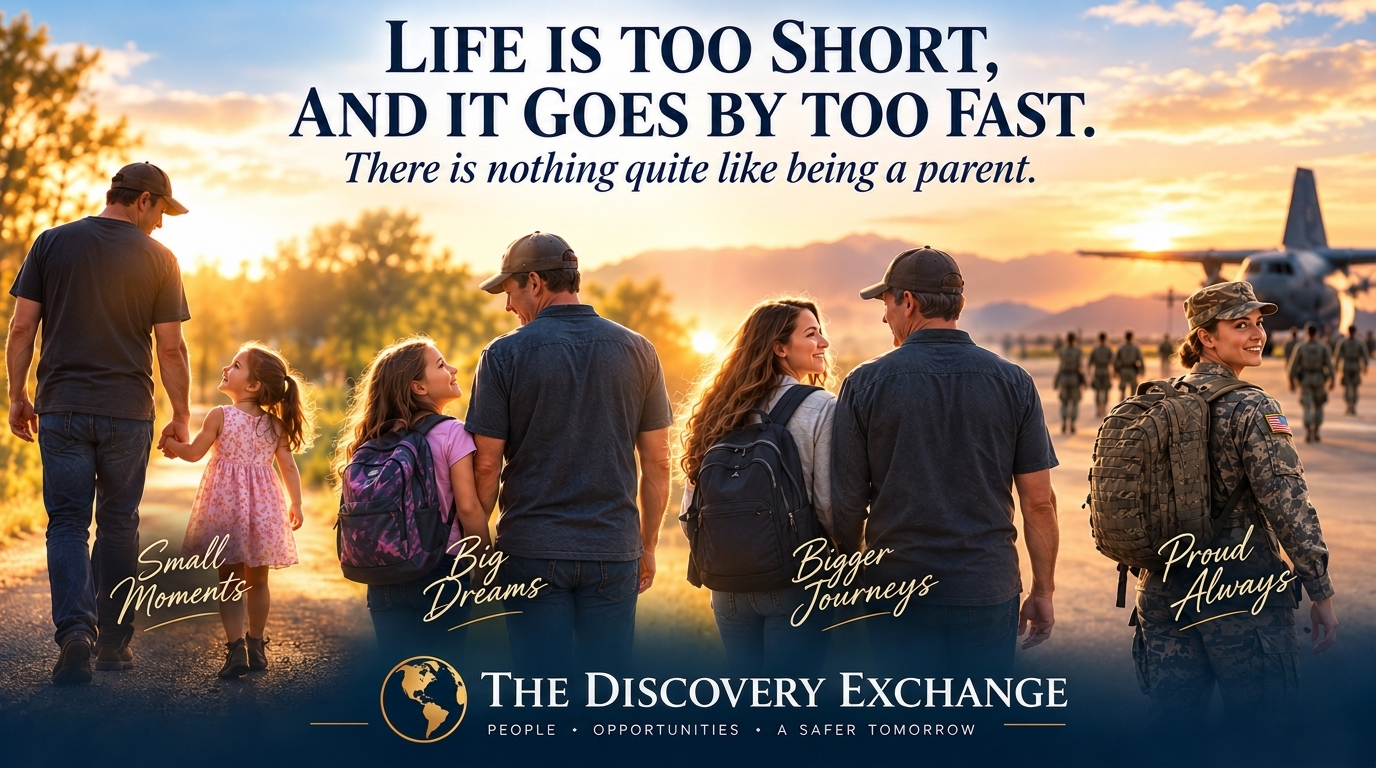 LIFE IS TOO SHORT,
AND IT GOES BY TOO FAST.
There is nothing quite like being a parent.
Small
Moments
Big
Dreams
Bigger
Journeys
Proud
Always
THE DISCOVERY EXCHANGE
PEOPLE • OPPORTUNITIES • A SAFER TOMORROW